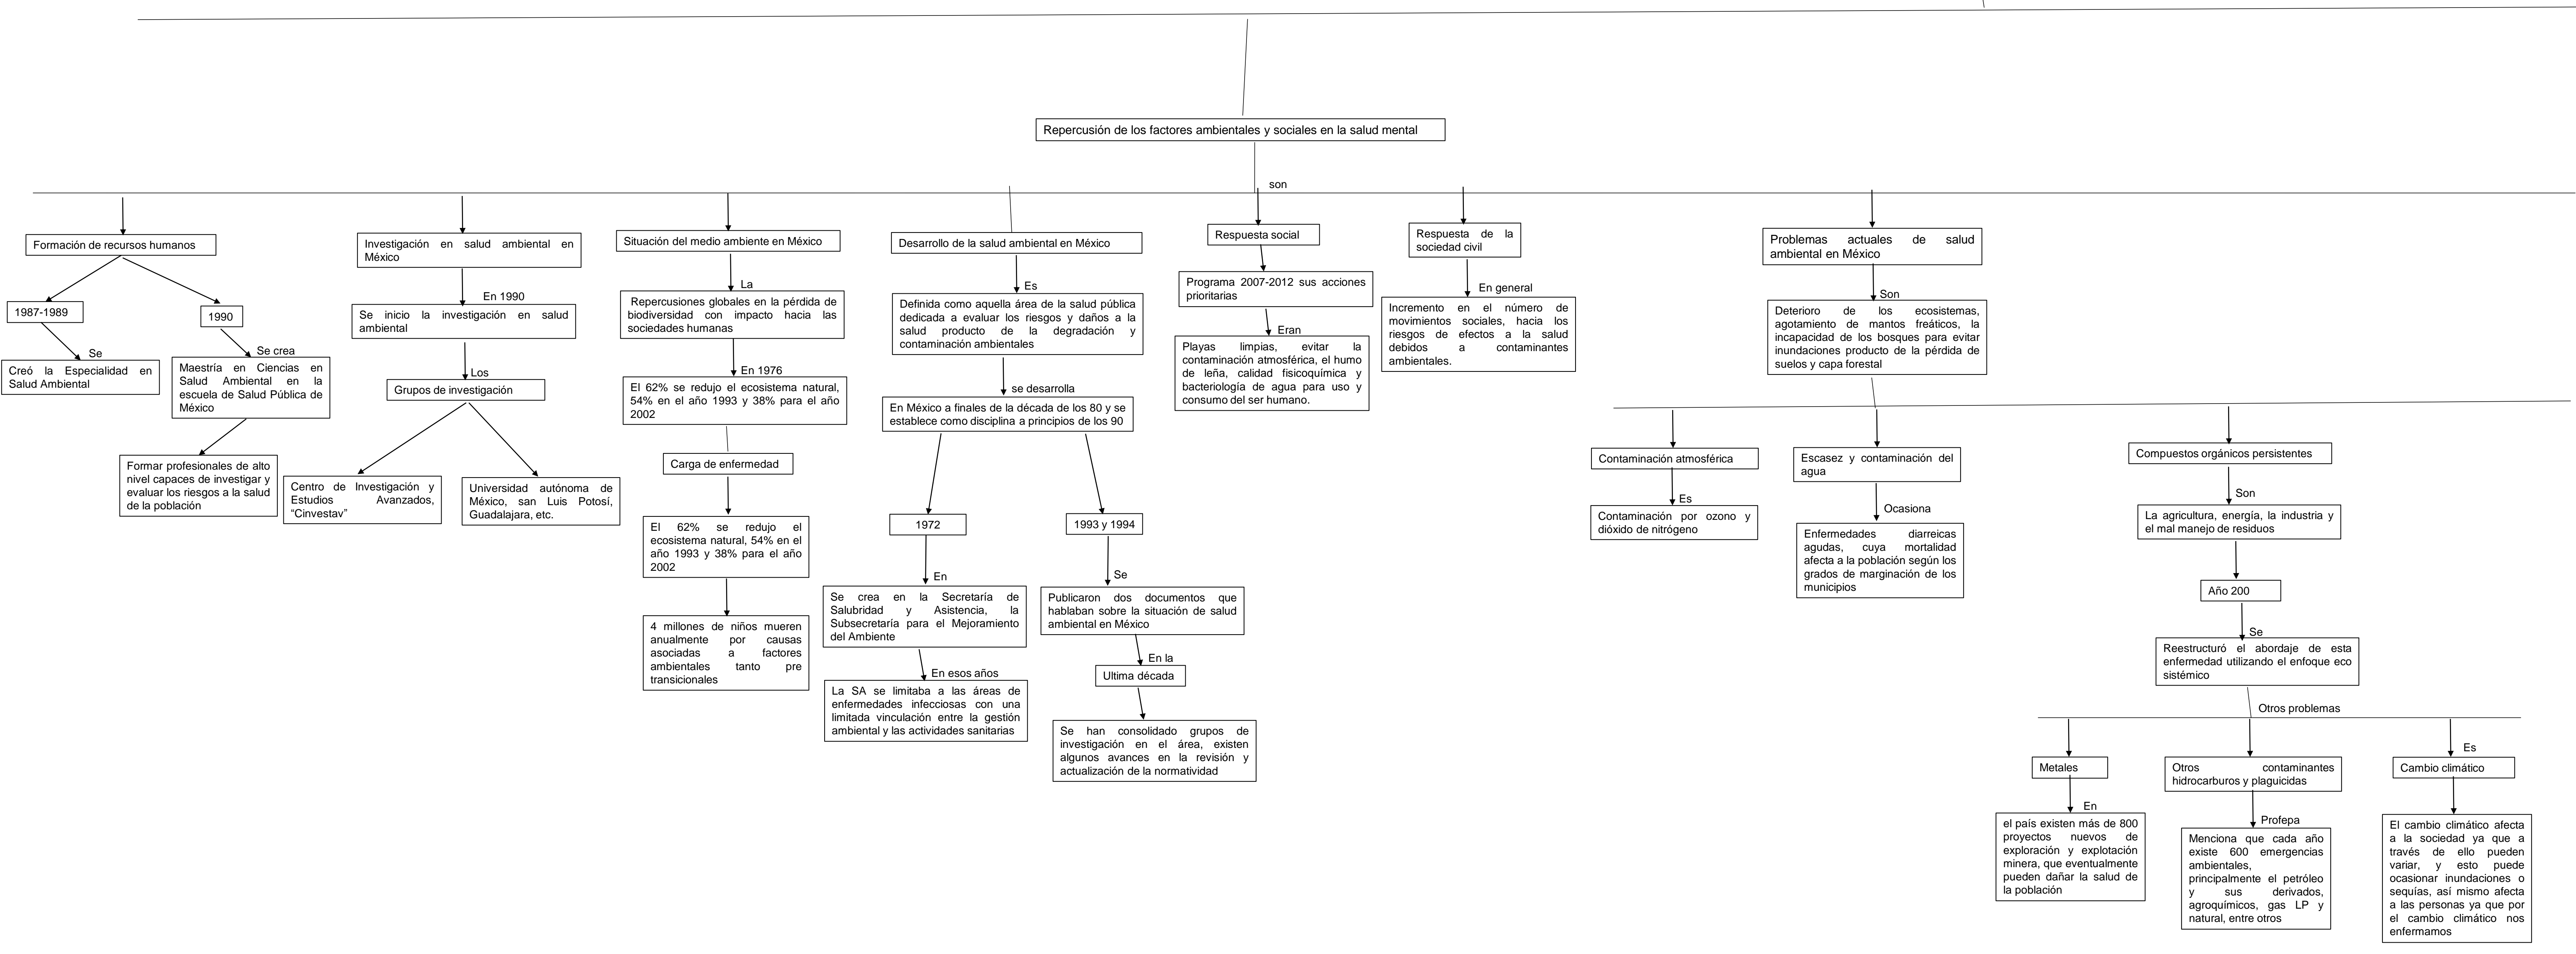 Repercusión de los factores ambientales y sociales en la salud mental
son
Formación de recursos humanos
1987-1989
Se
Creó la Especialidad en
Salud Ambiental
1990
Se crea
Maestría en Ciencias en
Salud Ambiental en la
escuela de Salud Pública de
México
Formar profesionales de alto
nivel capaces de investigar y
evaluar los riesgos a la salud
de la población
Investigación en salud ambiental en
México
En 1990
Se inicio la investigación en salud
ambiental
Los
Grupos de investigación
Centro de Investigación y
Estudios Avanzados,
“Cinvestav”
Universidad autónoma de
México, san Luis Potosí,
Guadalajara, etc.
Situación del medio ambiente en México
La
Repercusiones globales en la pérdida de
biodiversidad con impacto hacia las
sociedades humanas
En 1976
El 62% se redujo el ecosistema natural,
54% en el año 1993 y 38% para el año
2002
Carga de enfermedad
El 62% se redujo el
ecosistema natural, 54% en el
año 1993 y 38% para el año
2002
4 millones de niños mueren
anualmente por causas
asociadas a factores
ambientales tanto pre
transicionales
Desarrollo de la salud ambiental en México
Es
Definida como aquella área de la salud pública
dedicada a evaluar los riesgos y daños a la
salud producto de la degradación y
contaminación ambientales
se desarrolla
En México a finales de la década de los 80 y se
establece como disciplina a principios de los 90
1972
En
Se crea en la Secretaría de
Salubridad y Asistencia, la
Subsecretaría para el Mejoramiento
del Ambiente
En esos años
La SA se limitaba a las áreas de
enfermedades infecciosas con una
limitada vinculación entre la gestión
ambiental y las actividades sanitarias
1993 y 1994
Se
Publicaron dos documentos que
hablaban sobre la situación de salud
ambiental en México
En la
Ultima década
Se han consolidado grupos de
investigación en el área, existen
algunos avances en la revisión y
actualización de la normatividad
Respuesta social
Programa 2007-2012 sus acciones
prioritarias
Eran
Playas limpias, evitar la
contaminación atmosférica, el humo
de leña, calidad fisicoquímica y
bacteriología de agua para uso y
consumo del ser humano.
Respuesta de la
sociedad civil
En general
Incremento en el número de
movimientos sociales, hacia los
riesgos de efectos a la salud
debidos a contaminantes
ambientales.
Problemas actuales de salud
ambiental en México
Son
Deterioro de los ecosistemas,
agotamiento de mantos freáticos, la
incapacidad de los bosques para evitar
inundaciones producto de la pérdida de
suelos y capa forestal
Contaminación atmosférica
Es
Contaminación por ozono y
dióxido de nitrógeno
Escasez y contaminación del
agua
Ocasiona
Enfermedades diarreicas
agudas, cuya mortalidad
afecta a la población según los
grados de marginación de los
municipios
Compuestos orgánicos persistentes
Son
La agricultura, energía, la industria y
el mal manejo de residuos
Año 200
Se
Reestructuró el abordaje de esta
enfermedad utilizando el enfoque eco
sistémico
Otros problemas
Metales
En
el país existen más de 800
proyectos nuevos de
exploración y explotación
minera, que eventualmente
pueden dañar la salud de
la población
Otros contaminantes
hidrocarburos y plaguicidas
Profepa
Menciona que cada año
existe 600 emergencias
ambientales,
principalmente el petróleo
y sus derivados,
agroquímicos, gas LP y
natural, entre otros
Es
Cambio climático
El cambio climático afecta
a la sociedad ya que a
través de ello pueden
variar, y esto puede
ocasionar inundaciones o
sequías, así mismo afecta
a las personas ya que por
el cambio climático nos
enfermamos